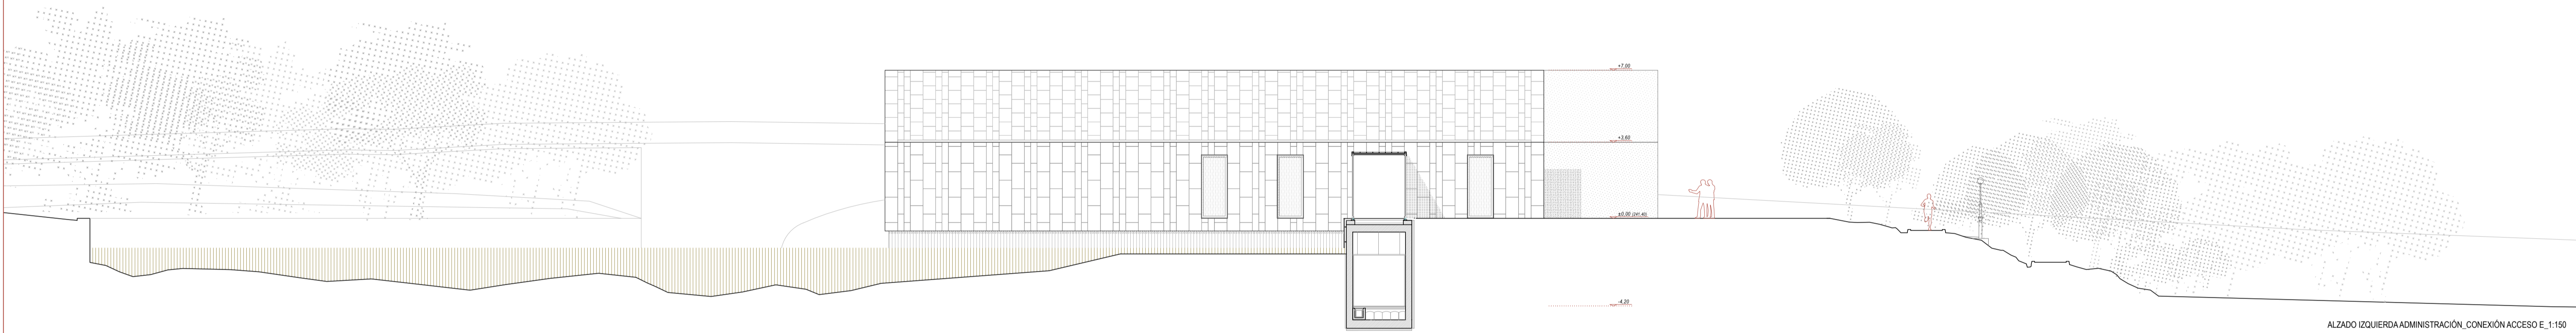 +7.00
+3.60
±0.00 (241.40)
-4.20
ALZADO IZQUIERDA ADMINISTRACIÓN_CONEXIÓN ACCESO E_1:150